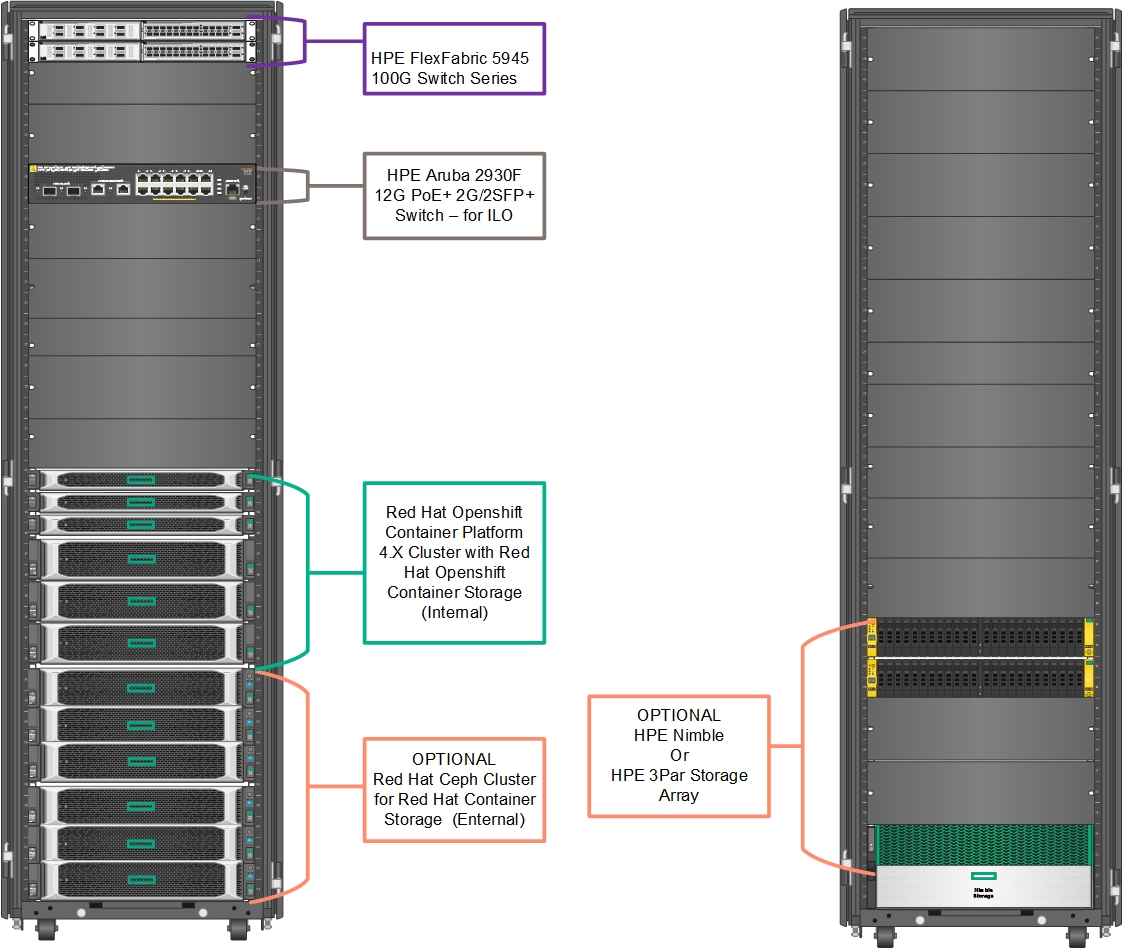 HPE FlexFabric 5945
100G Switch Series
HPE Aruba 2930F
12G PoE+ 2G/2SFP+
Switch – for ILO
Red Hat Openshift
Container Platform
4.X Cluster with Red
Hat Openshift
Container Storage
(Internal)
OPTIONAL
Red Hat Ceph Cluster
for Red Hat Container
Storage (Enternal)
OPTIONAL
HPE Nimble
Or
HPE 3Par Storage
Array
Nimble
Storage